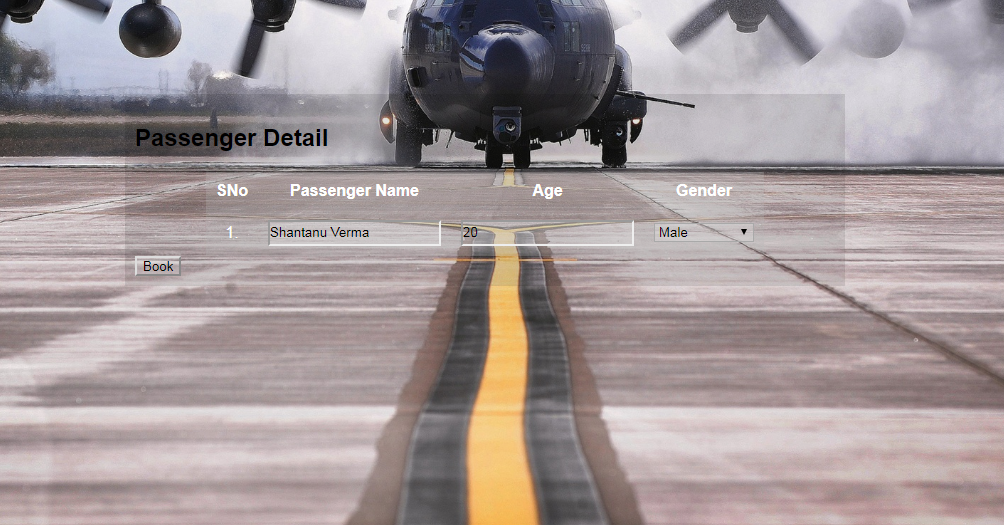 Passenger Detail
SNo Passenger Name Age Gender
1. Shantanu Verma 20 Male
Book